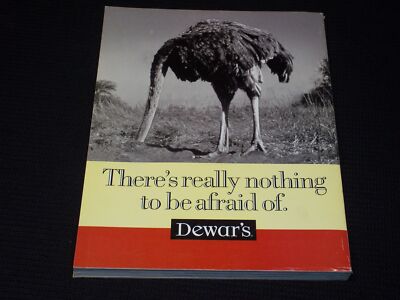 There's really nothing
to be afraid of.
Dewar's